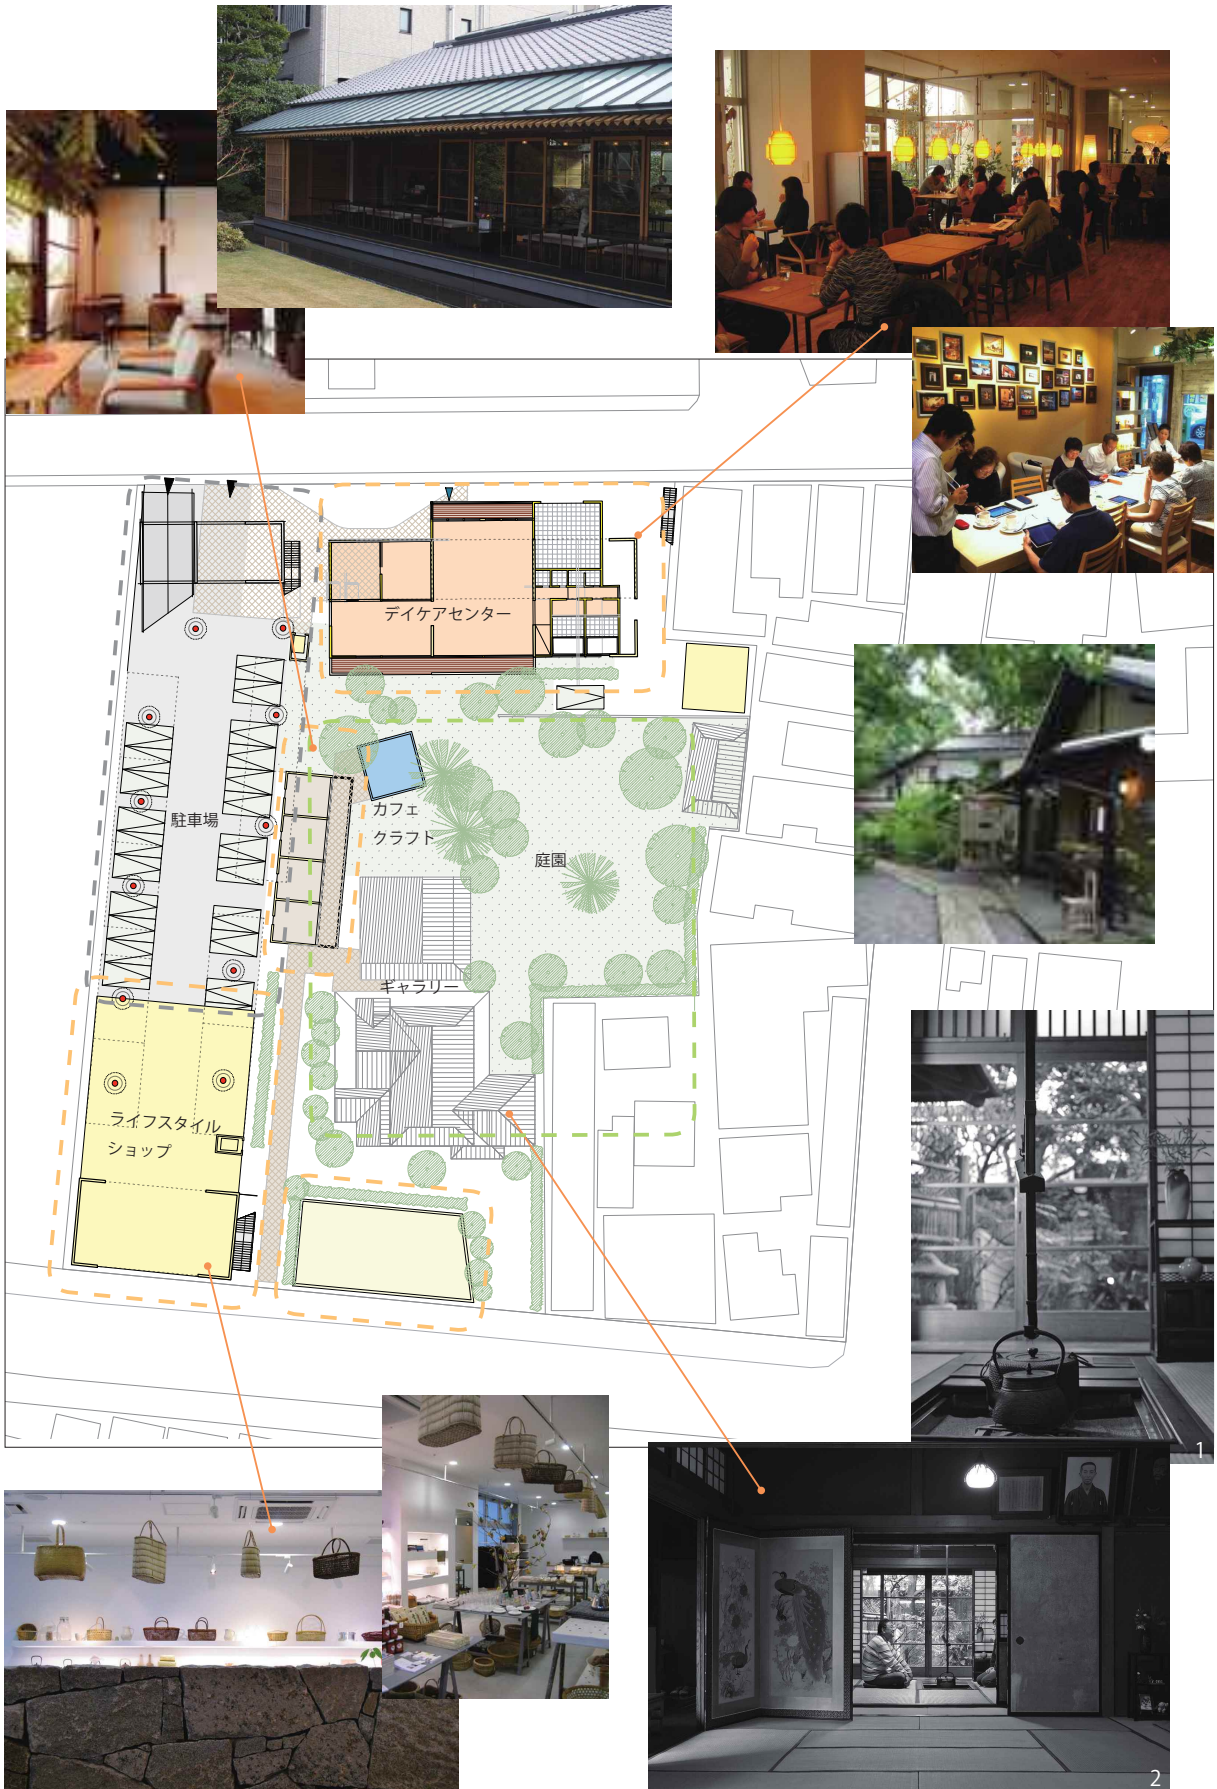 デイケアセンター
駐車場
カフェ
クラフト
庭園
ギャラリー
ライフスタイル
ショップ
1
2